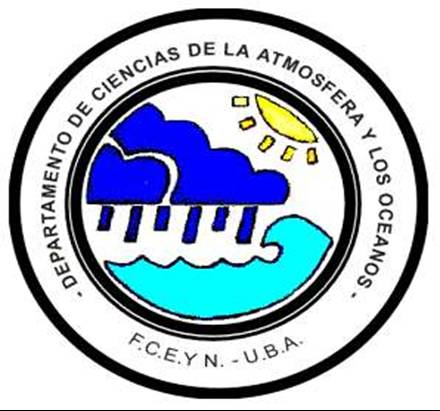 - DEPARTAMENTO DE CIENCIAS DE LA ATMOSFERA Y LOS OCEANOS -
F.C.E.Y N. - U.B.A.